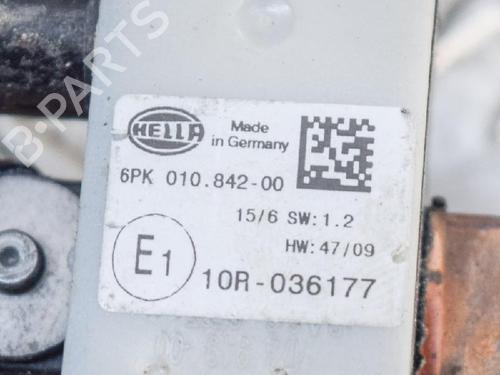 B-PARTS
HELLA
Made
in Germany
6PK 010.842-00
15/6 SW:1.2
HW:47/09
E1
10R-036177